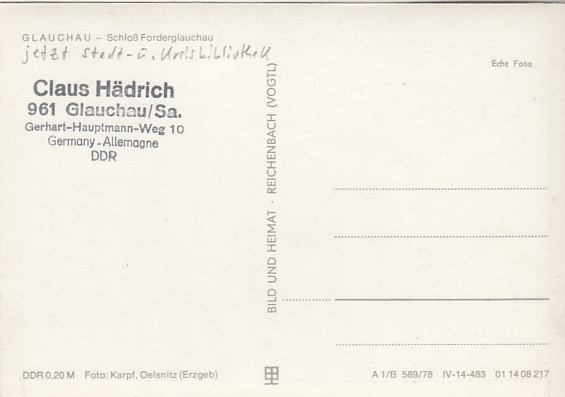 GLAUCHAU – Schloß Forderglauchau
jetzt Stadt- u. Kreisbibliothek
Echt Foto
Claus Hädrich
961 Glauchau/Sa.
Gerhart-Hauptmann-Weg 10
Germany - Allemagne
DDR
BILD UND HEIMAT · REICHENBACH (VOGTL)
DDR 0,20 M Foto: Karpf, Oelsnitz (Erzgeb)
A 1/B 589/78 IV-14-483 01 14 08 217